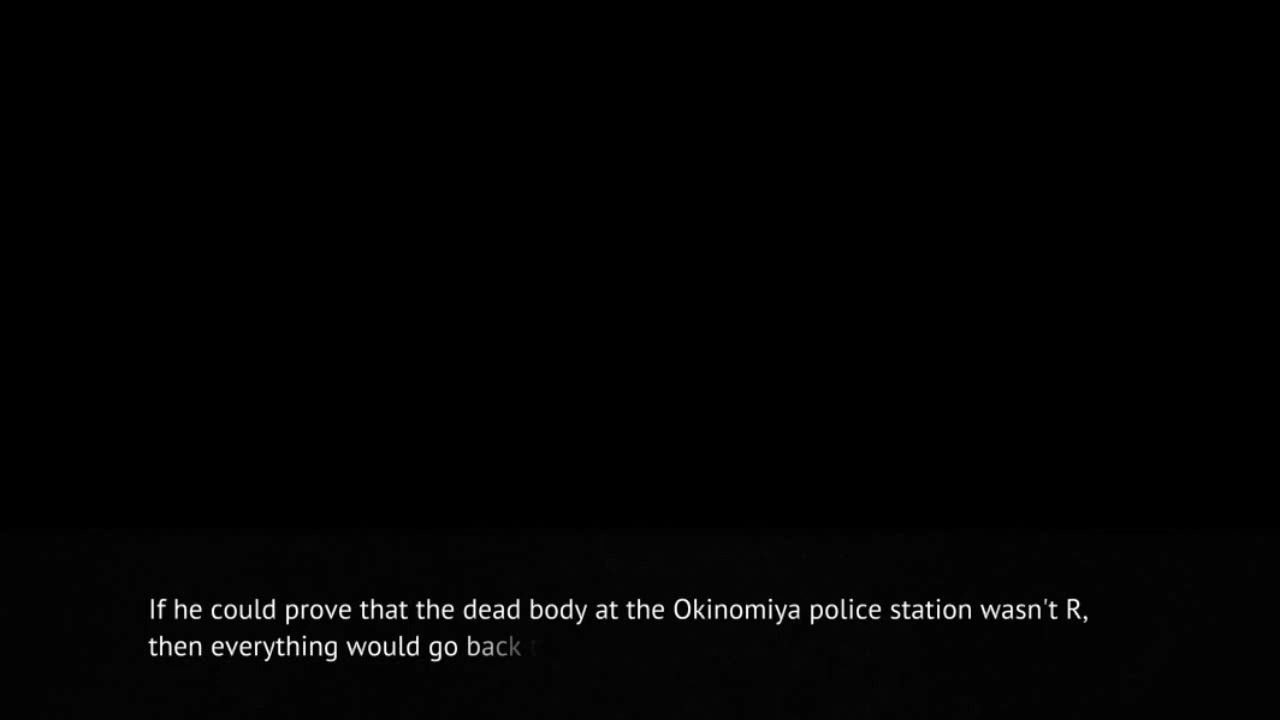 If he could prove that the dead body at the Okinomiya police station wasn't R,
then everything would go back